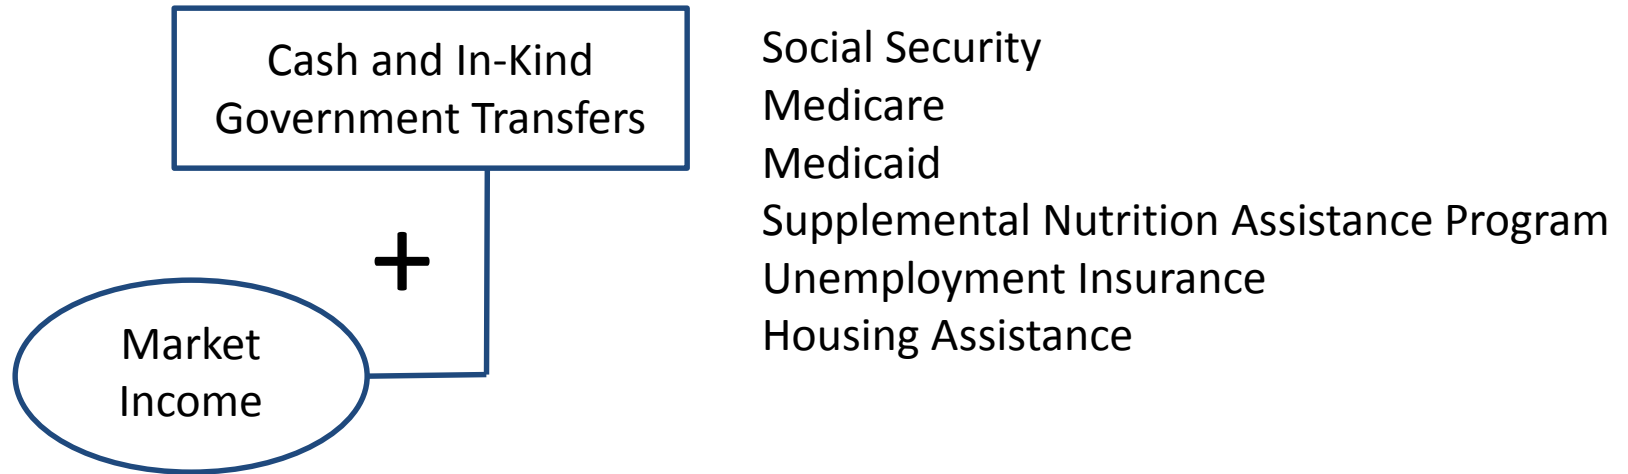 Cash and In-Kind
Government Transfers
Social Security
Medicare
Medicaid
Supplemental Nutrition Assistance Program
Unemployment Insurance
Housing Assistance
+
Market
Income